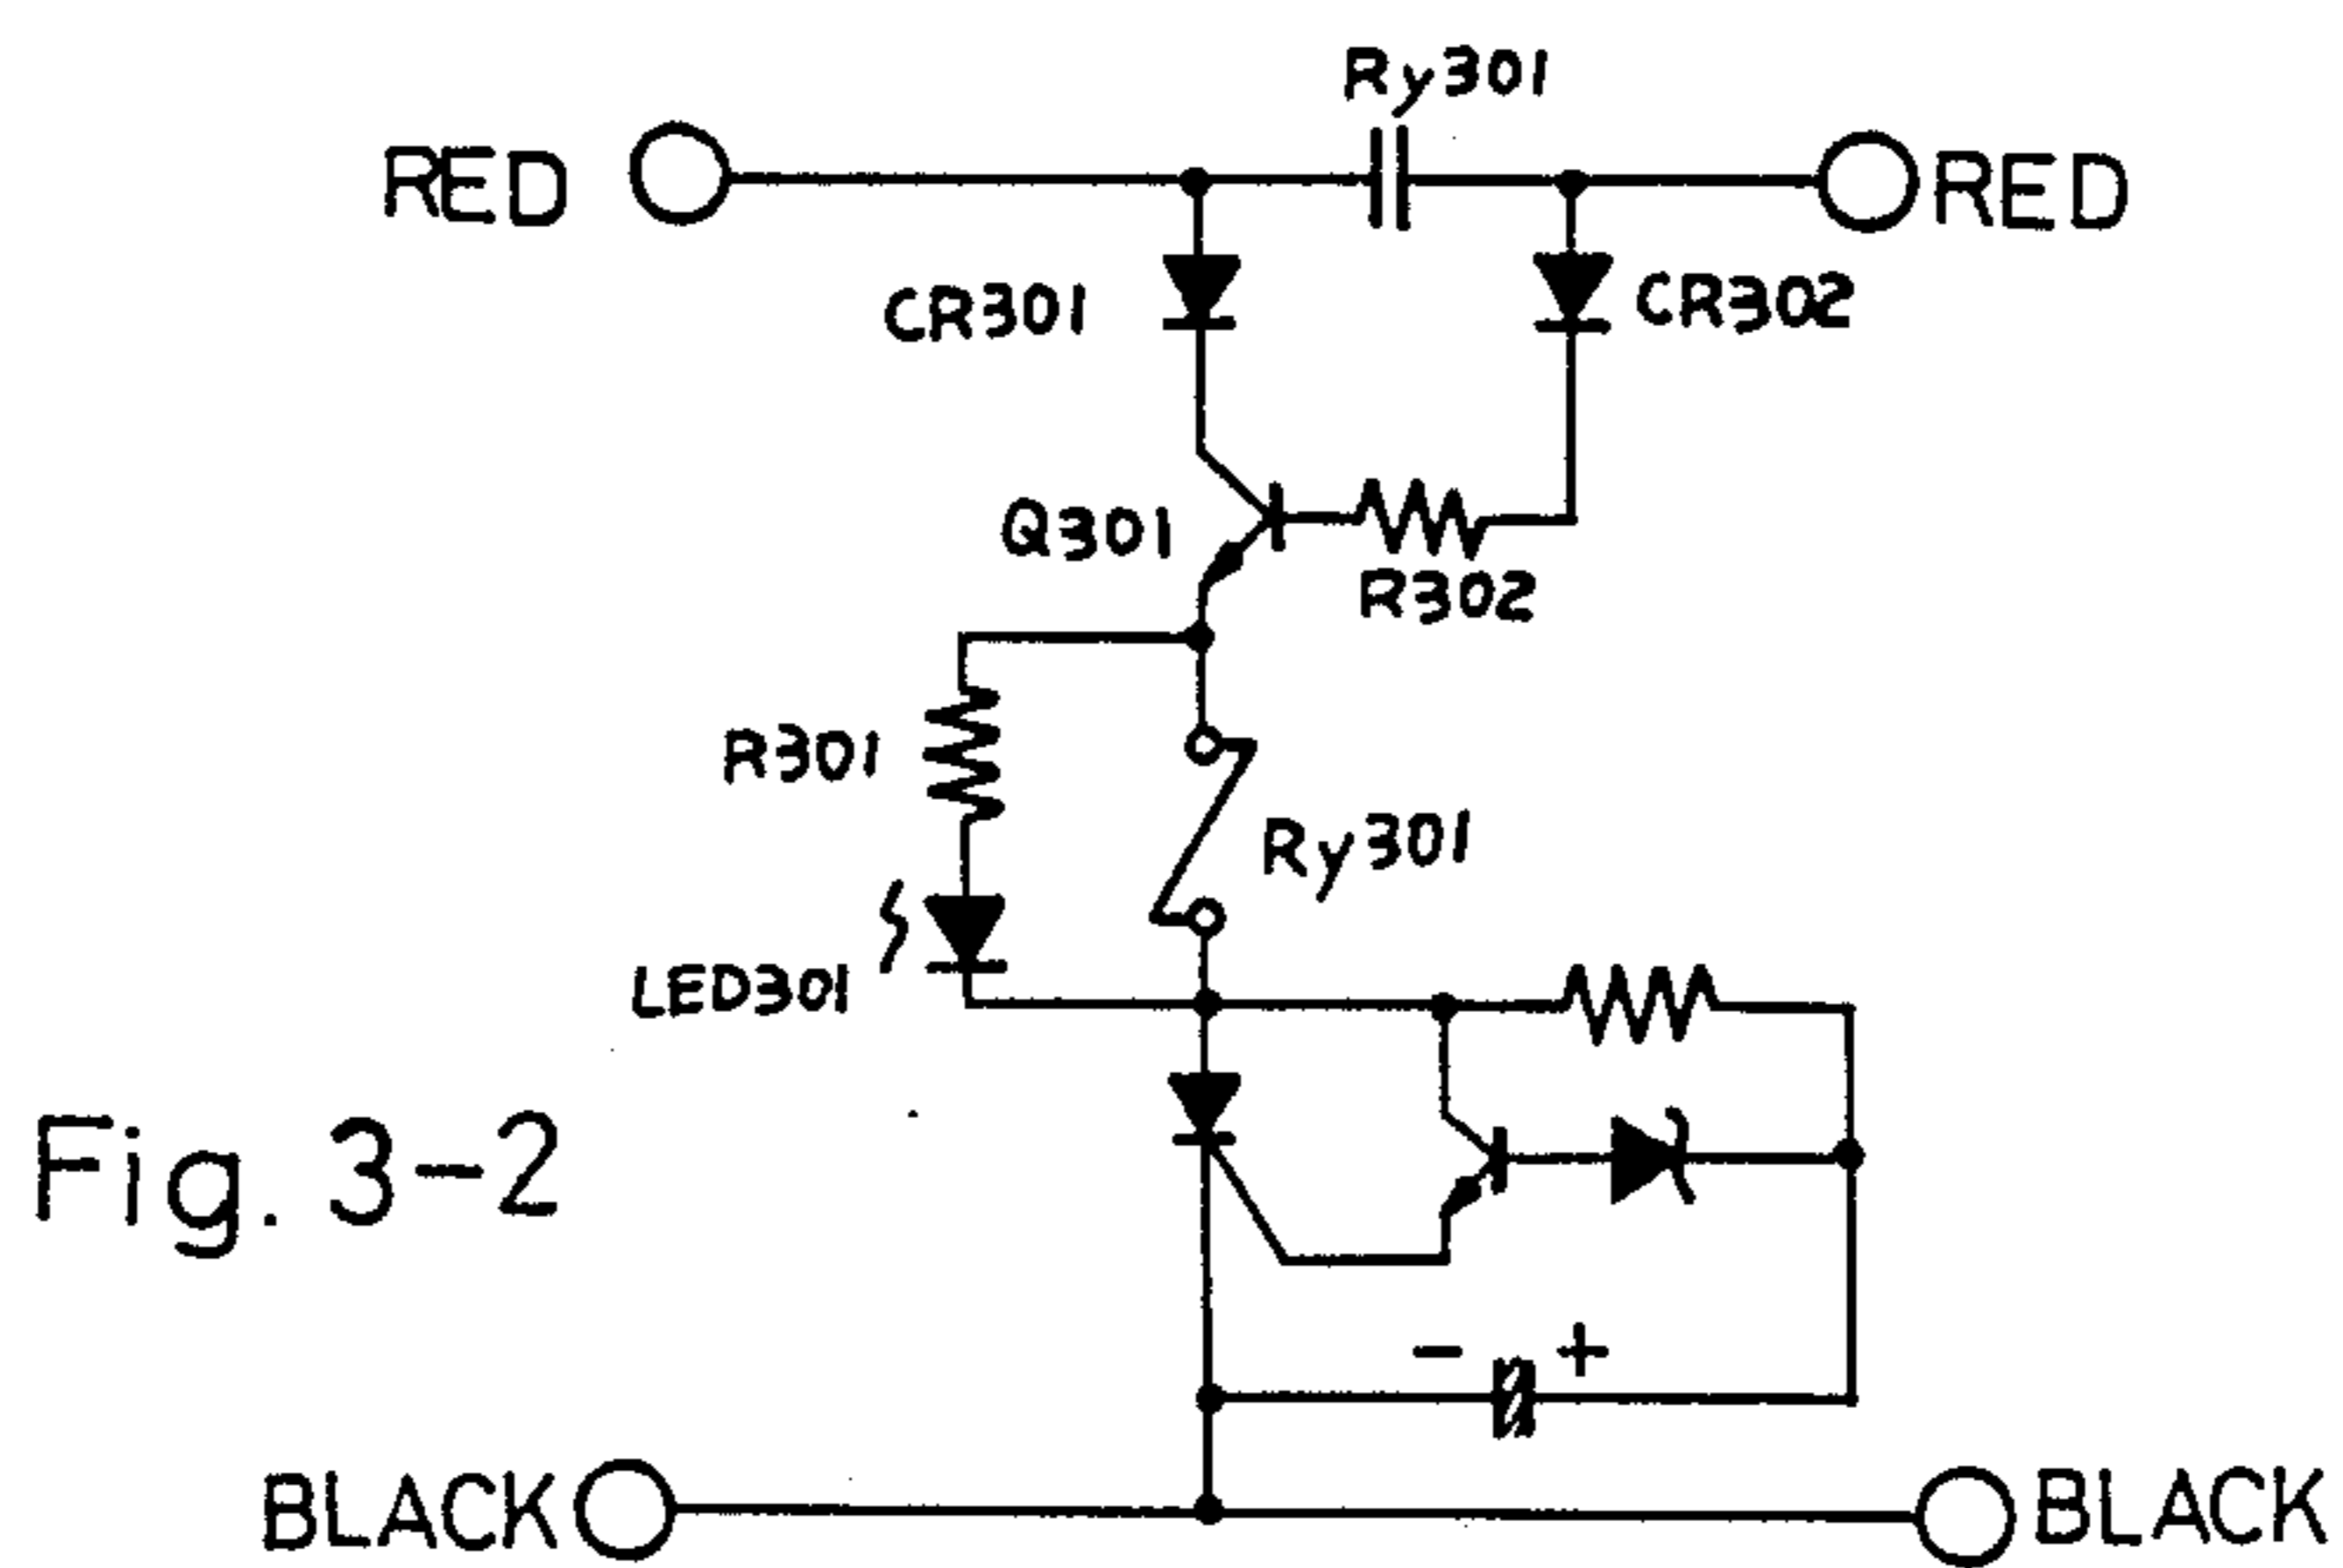 Ry301
RED
RED
CR301
CR302
Q301
R302
R301
Ry301
LED301
Fig. 3-2
- +
BLACK
BLACK